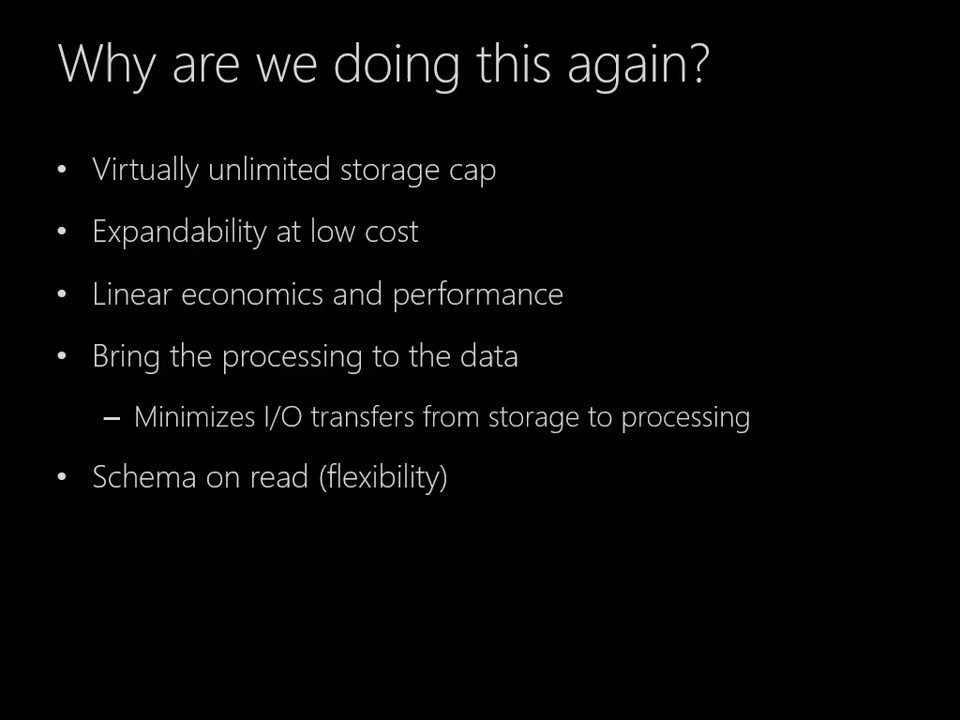 Why are we doing this again?
• Virtually unlimited storage cap
• Expandability at low cost
• Linear economics and performance
• Bring the processing to the data
– Minimizes I/O transfers from storage to processing
• Schema on read (flexibility)